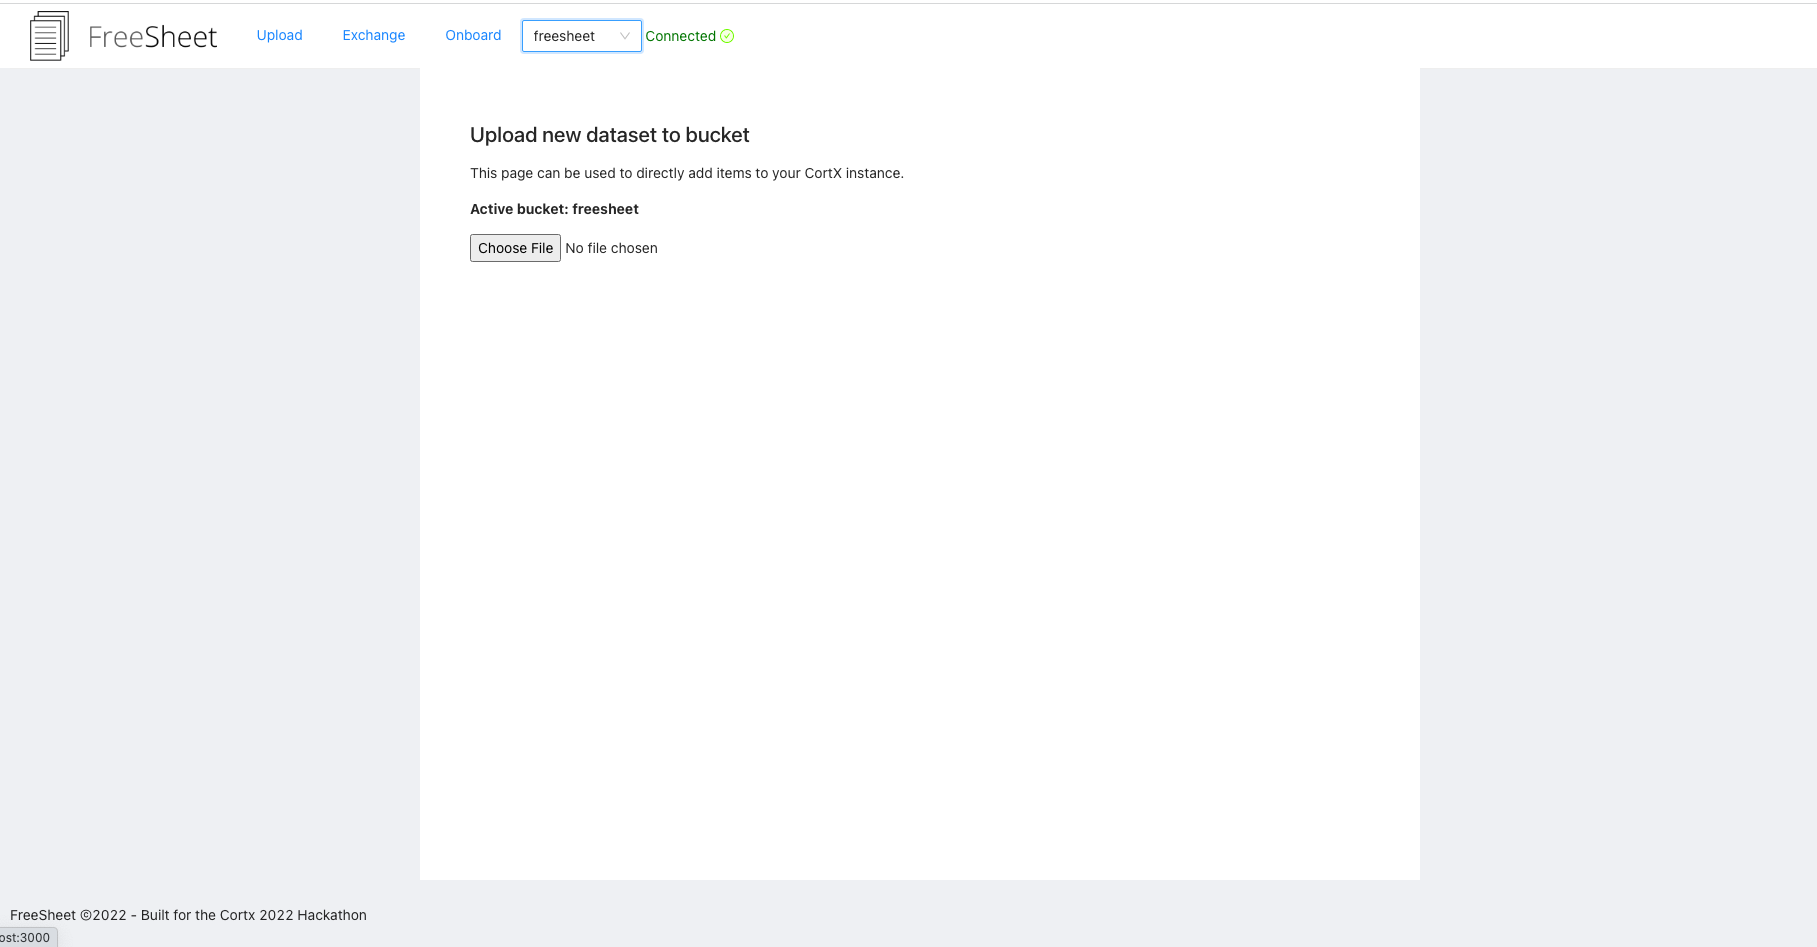 FreeSheet Upload Exchange Onboard freesheet Connected
Upload new dataset to bucket
This page can be used to directly add items to your CortX instance.
Active bucket: freesheet
Choose File No file chosen
FreeSheet ©2022 - Built for the Cortx 2022 Hackathon
ost:3000